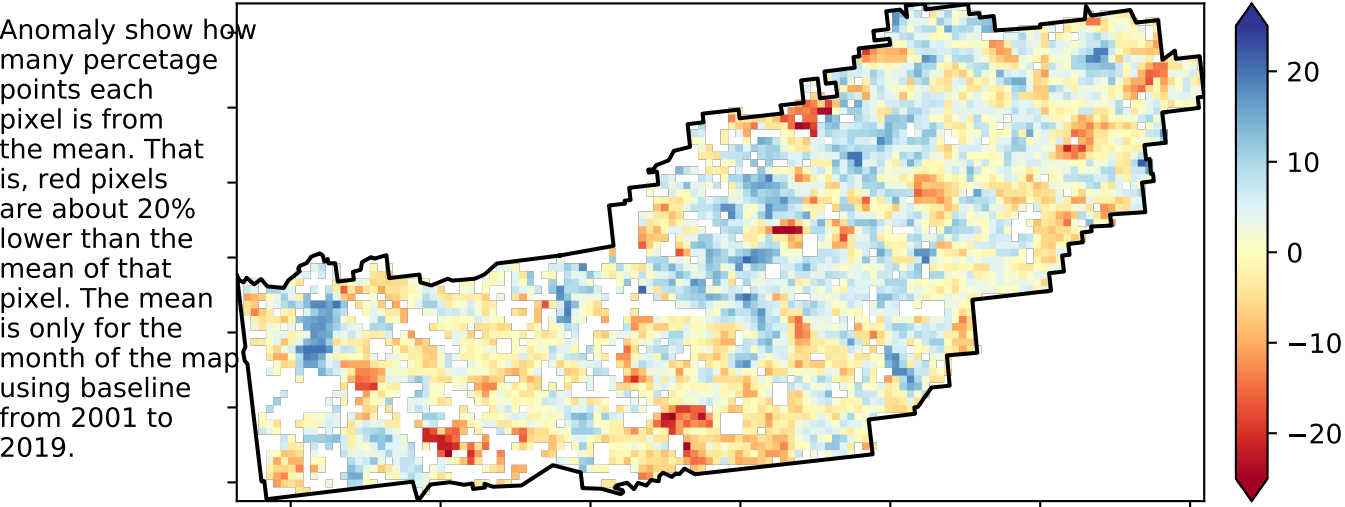 Anomaly show how
many percetage
points each
pixel is from
the mean. That
is, red pixels
are about 20%
lower than the
mean of that
pixel. The mean
is only for the
month of the map
using baseline
from 2001 to
2019.
20
10
0
−10
−20